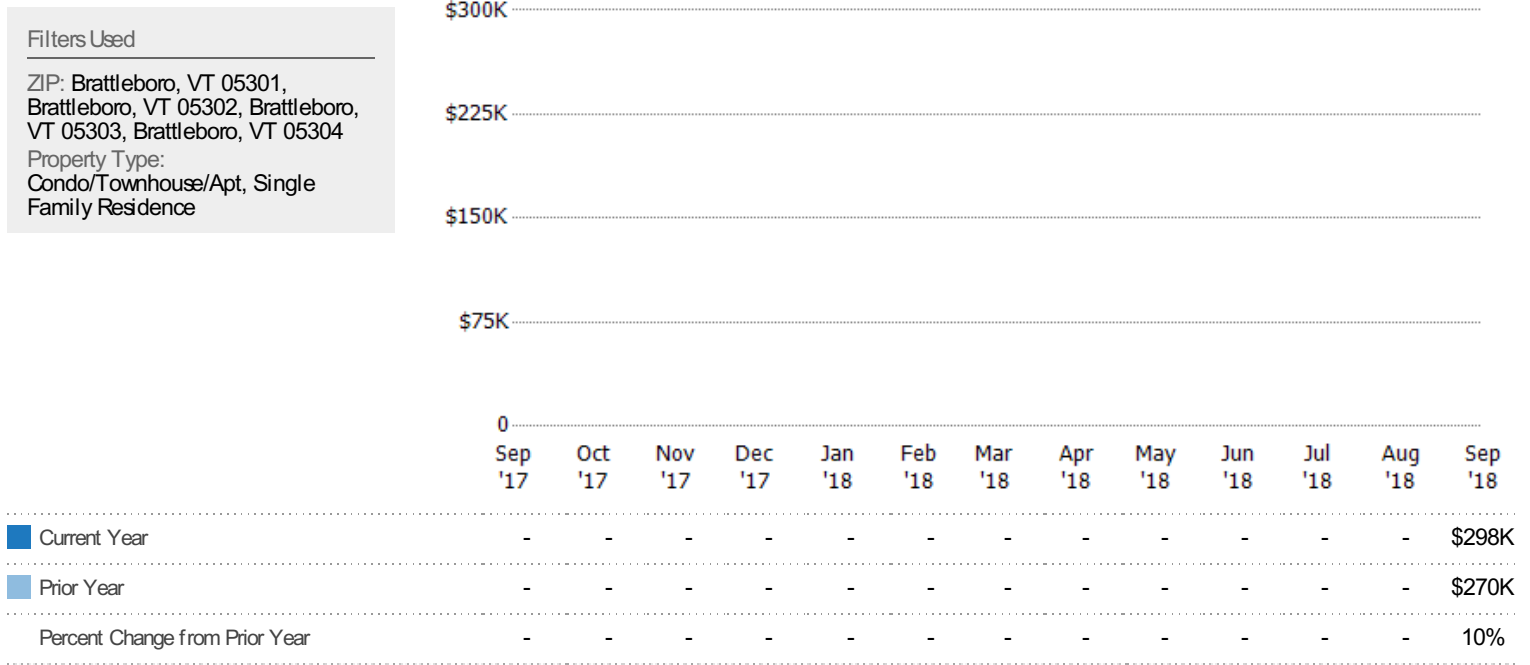 Filters Used
ZIP: Brattleboro, VT 05301,
Brattleboro, VT 05302, Brattleboro,
VT 05303, Brattleboro, VT 05304
Property Type:
Condo/Townhouse/Apt, Single
Family Residence
$300K
$225K
$150K
$75K
0
Sep Oct Nov Dec Jan Feb Mar Apr May Jun Jul Aug Sep
'17 '17 '17 '17 '18 '18 '18 '18 '18 '18 '18 '18 '18
Current Year - - - - - - - - - - - - $298K
Prior Year - - - - - - - - - - - - $270K
Percent Change from Prior Year - - - - - - - - - - - - 10%